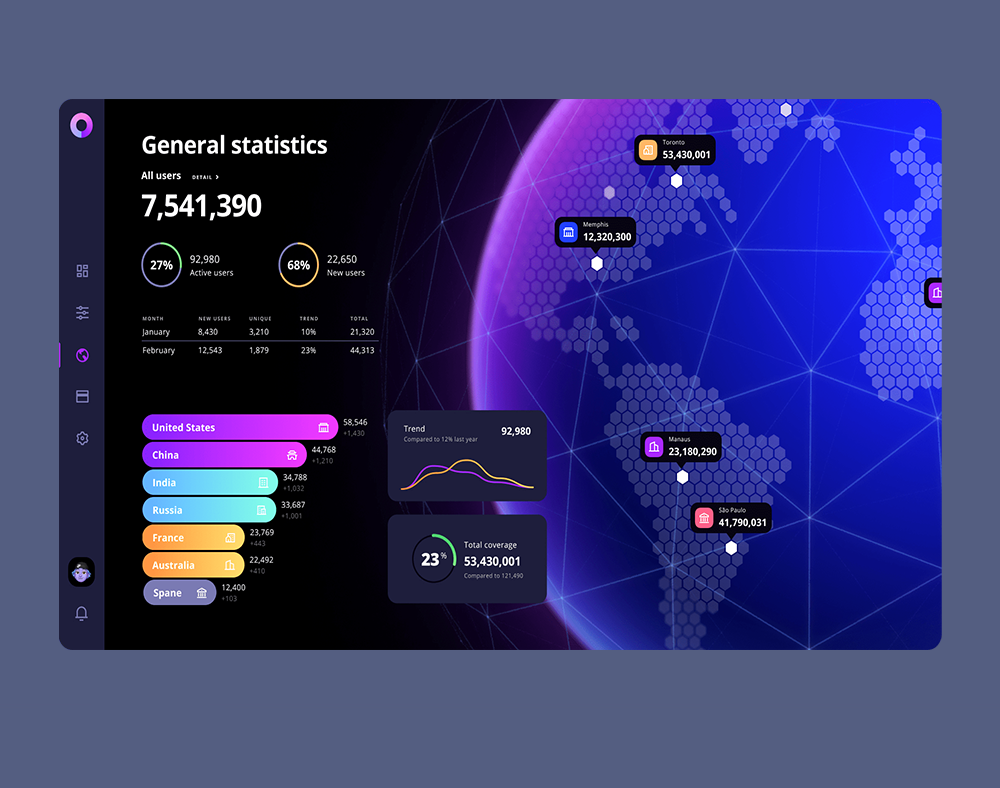 General statistics
All users DETAIL >
7,541,390
27% 92,980 Active users
68% 22,650 New users
MONTH NEW USERS UNIQUE TREND TOTAL
January 8,430 3,210 10% 21,320
February 12,543 1,879 23% 44,313
United States 58,546 +1,430
China 44,768 +1,210
India 34,788 +1,032
Russia 33,687 +1,001
France 23,769 +443
Australia 22,492 +410
Spane 12,400 +103
Trend 92,980
Compared to 12% last year
23%
Total coverage
53,430,001
Compared to 121,490
Toronto
53,430,001
Memphis
12,320,300
Manaus
23,180,290
São Paulo
41,790,031